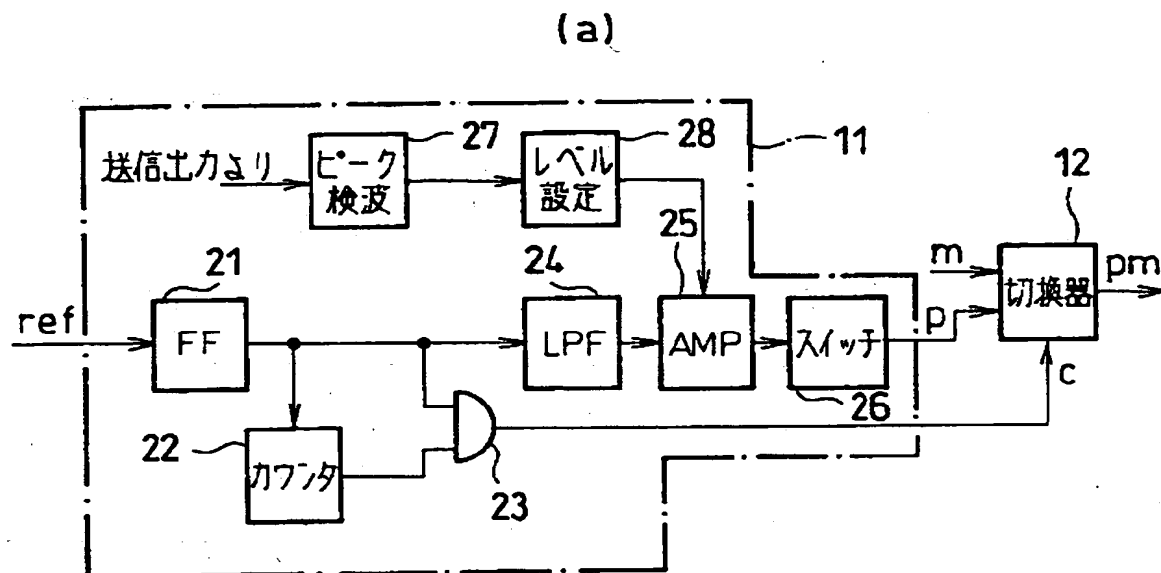 (a)
27
28
11
送信出力より
ピーク
検波
レベル
設定
12
25
m
pm
21
24
切換器
ref
FF
LPF
AMP
スイッチ
p
c
26
22
カウンタ
23